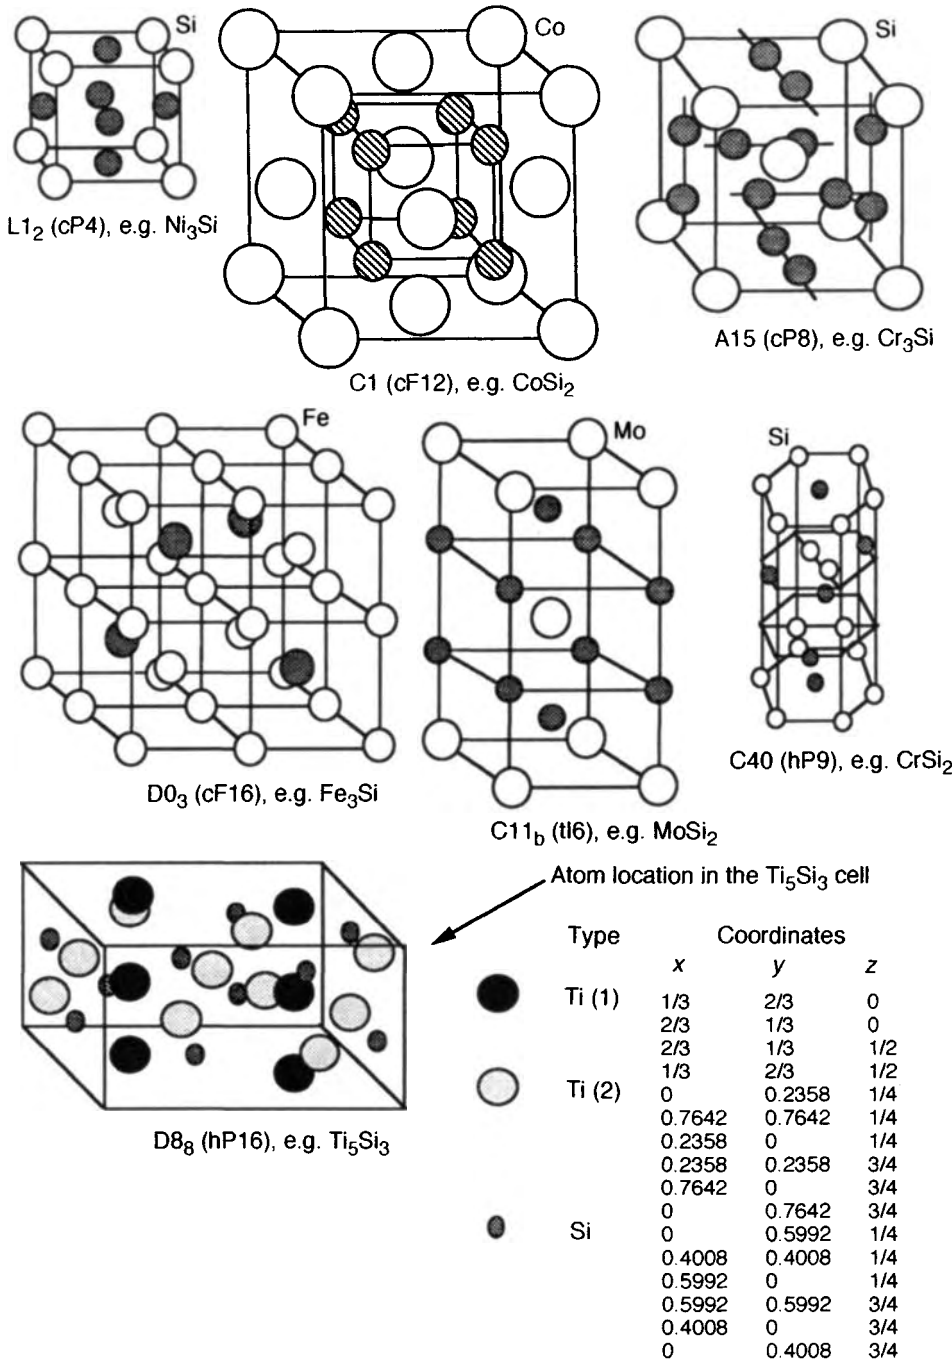 Si
Co
Si
L1₂ (cP4), e.g. Ni₃Si
C1 (cF12), e.g. CoSi₂
A15 (cP8), e.g. Cr₃Si
Fe
Mo
Si
D0₃ (cF16), e.g. Fe₃Si
C11b (tI6), e.g. MoSi₂
C40 (hP9), e.g. CrSi₂
D8₈ (hP16), e.g. Ti₅Si₃
Atom location in the Ti₅Si₃ cell
Type Coordinates
x y z
Ti (1) 1/3 2/3 0
2/3 1/3 0
2/3 1/3 1/2
1/3 2/3 1/2
Ti (2) 0 0.2358 1/4
0.7642 0.7642 1/4
0.2358 0 1/4
0.2358 0.2358 3/4
0.7642 0 3/4
0 0.7642 3/4
Si 0 0.5992 1/4
0.4008 0.4008 1/4
0.5992 0 1/4
0.5992 0.5992 3/4
0.4008 0 3/4
0 0.4008 3/4